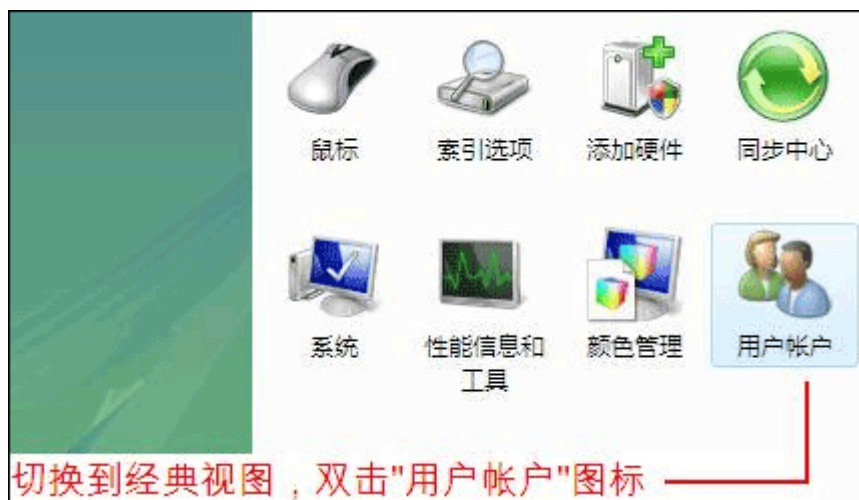 鼠标
索引选项
添加硬件
同步中心
系统
性能信息和
工具
颜色管理
用户帐户
切换到经典视图，双击"用户帐户"图标